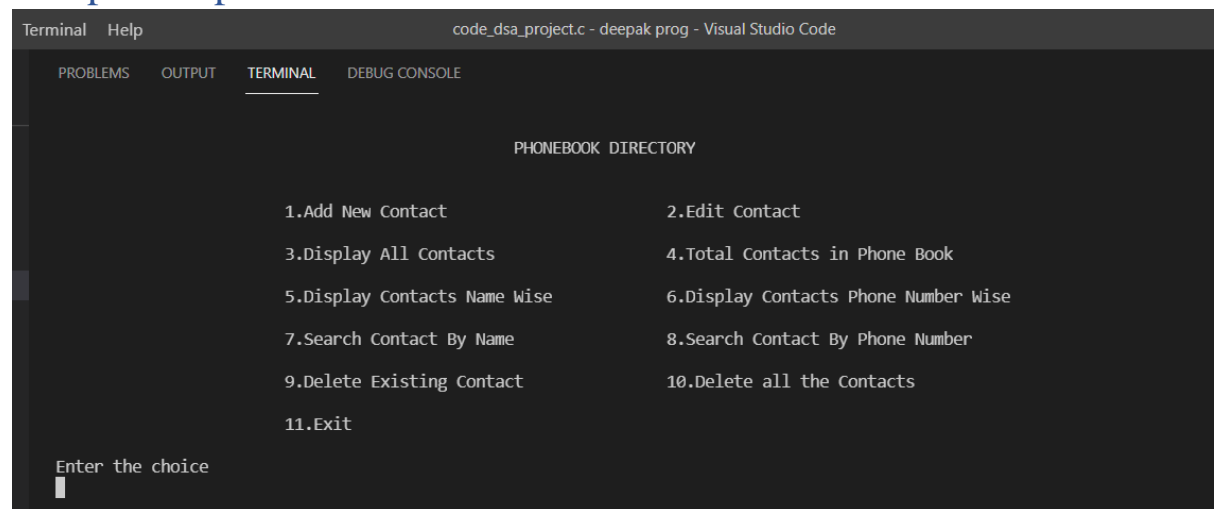 Terminal Help code_dsa_project.c - deepak prog - Visual Studio Code
PROBLEMS OUTPUT TERMINAL DEBUG CONSOLE
PHONEBOOK DIRECTORY
1.Add New Contact 2.Edit Contact
3.Display All Contacts 4.Total Contacts in Phone Book
5.Display Contacts Name Wise 6.Display Contacts Phone Number Wise
7.Search Contact By Name 8.Search Contact By Phone Number
9.Delete Existing Contact 10.Delete all the Contacts
11.Exit
Enter the choice